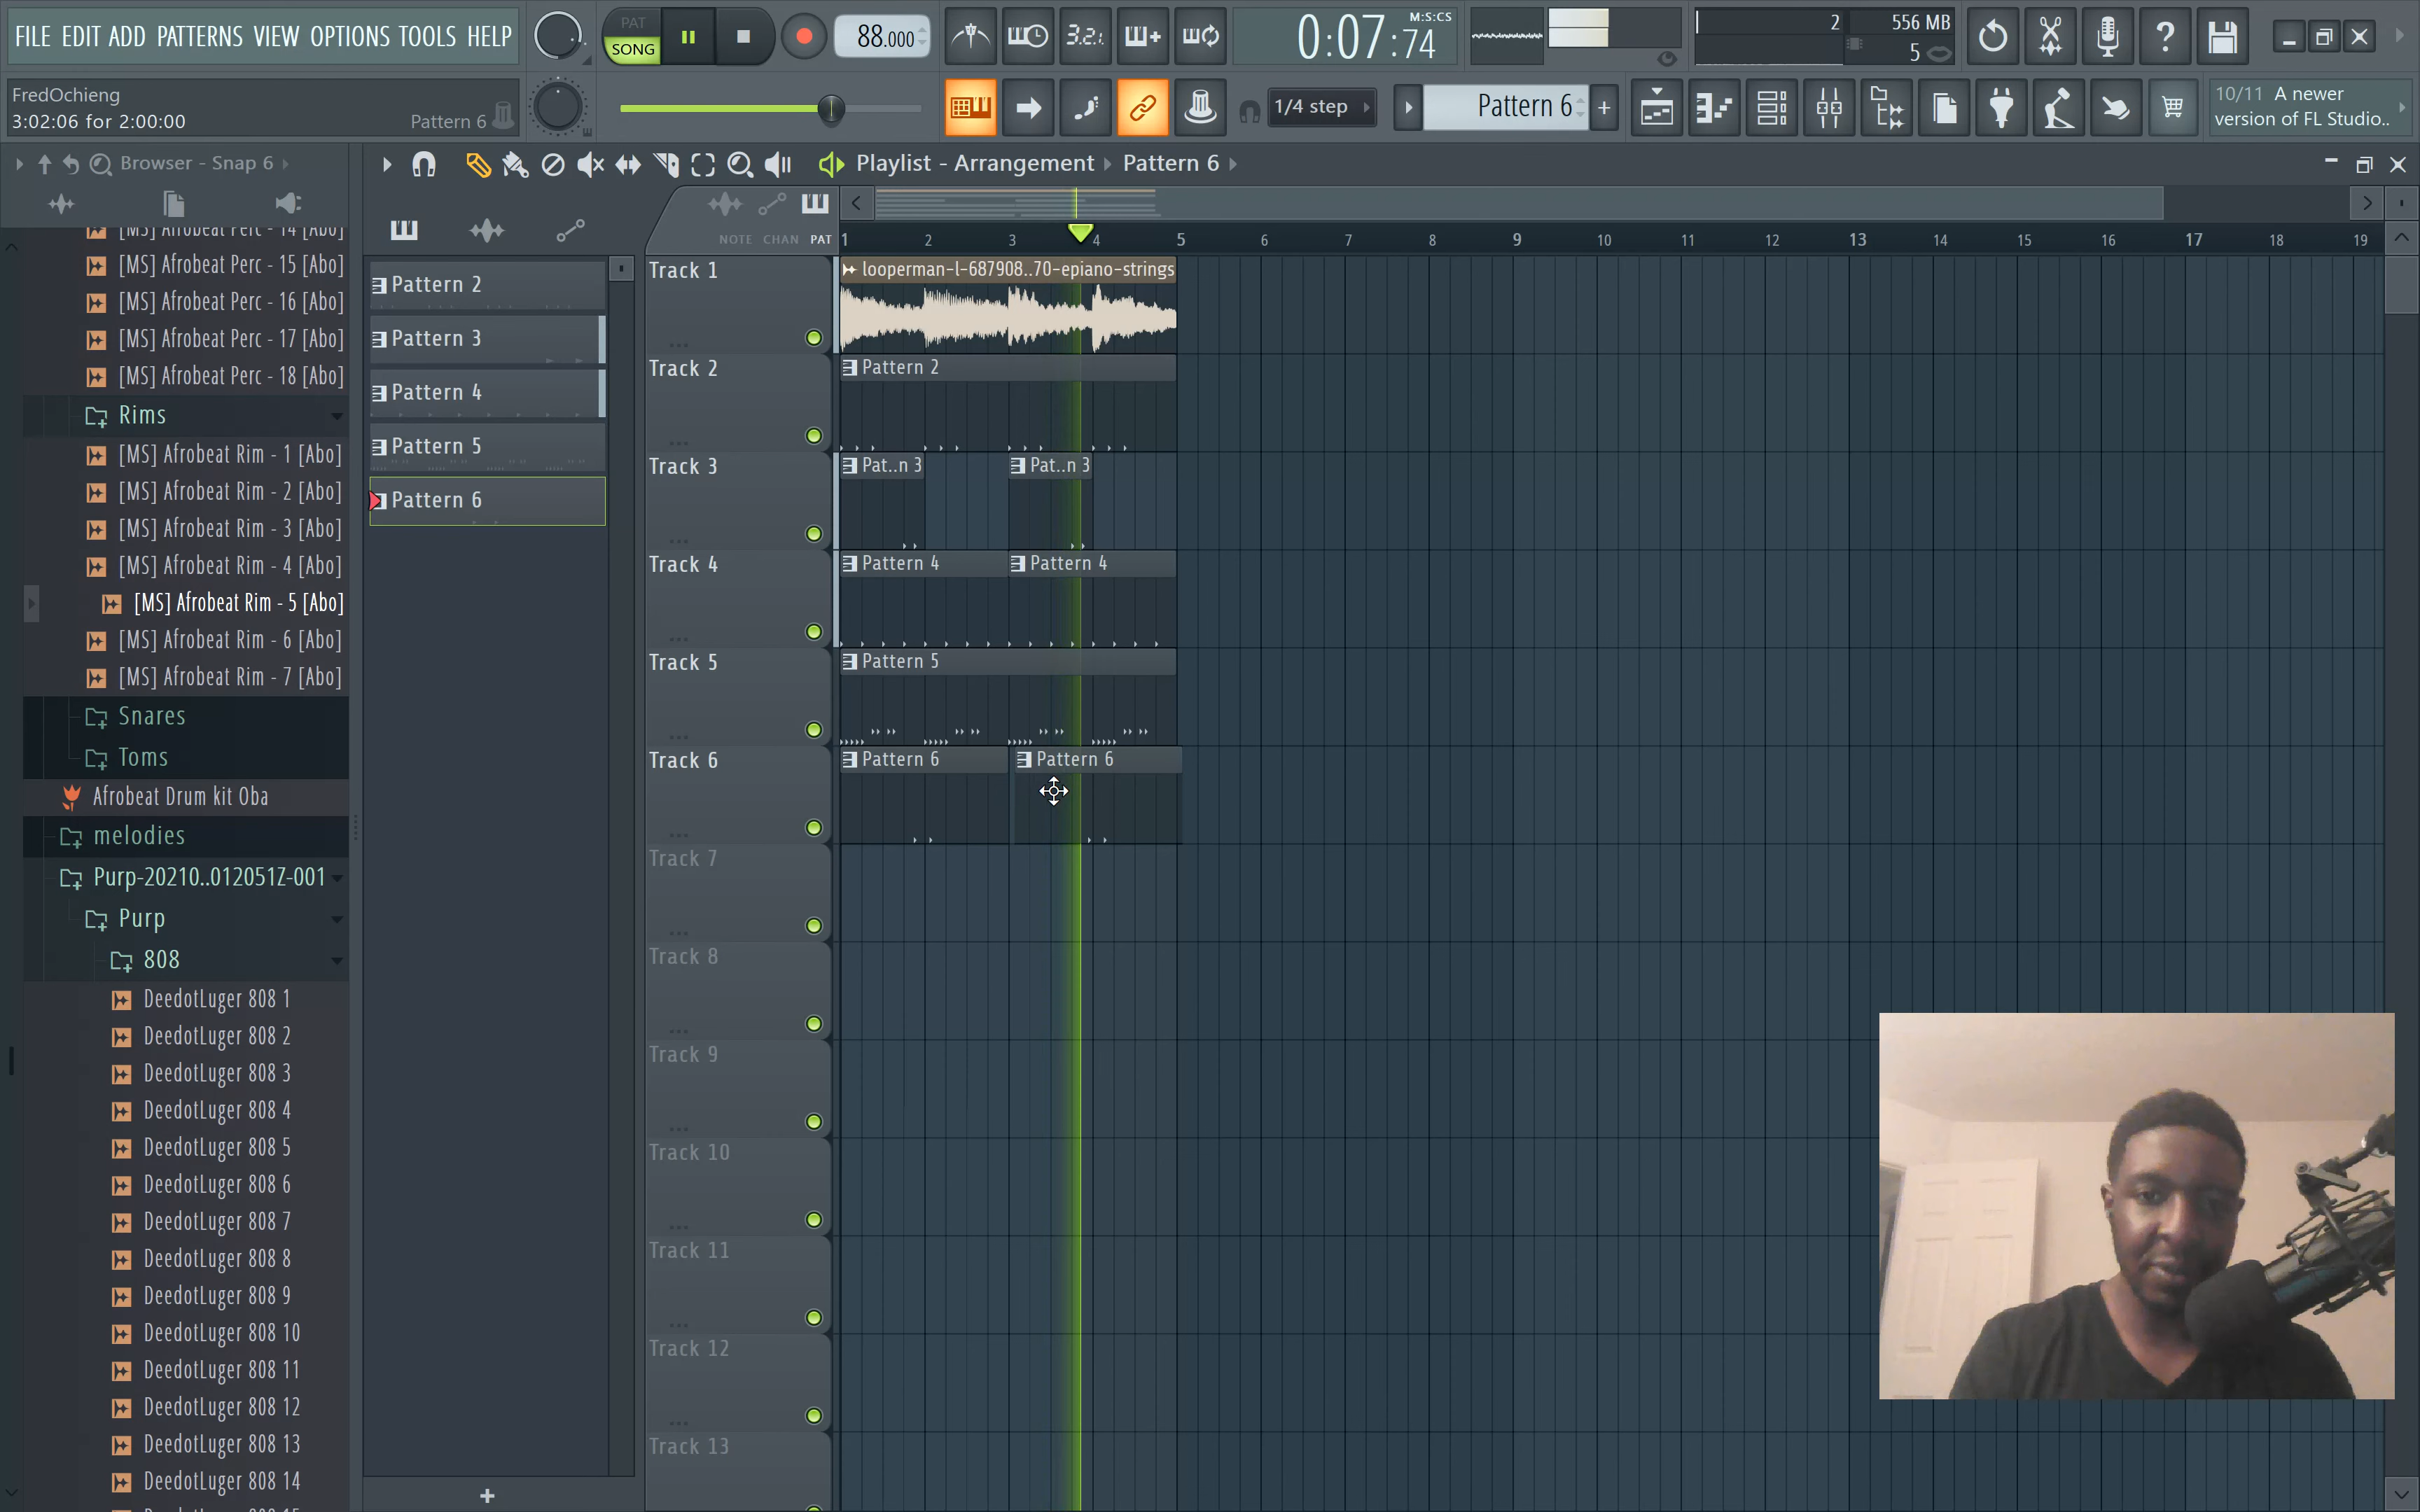 FILE EDIT ADD PATTERNS VIEW OPTIONS TOOLS HELP
PAT
SONG
88.000
3.2.
M:S:CS
0:07:74
2
556 MB
5
FredOchieng
3:02:06 for 2:00:00
Pattern 6
1/4 step
Pattern 6
10/11 A newer
version of FL Studio..
Browser - Snap 6
Playlist - Arrangement
Pattern 6
NOTE
CHAN
PAT
1
2
3
4
5
6
7
8
9
10
11
12
13
14
15
16
17
18
19
[MS] Afrobeat Perc - 14 [Abo]
[MS] Afrobeat Perc - 15 [Abo]
[MS] Afrobeat Perc - 16 [Abo]
[MS] Afrobeat Perc - 17 [Abo]
[MS] Afrobeat Perc - 18 [Abo]
Rims
[MS] Afrobeat Rim - 1 [Abo]
[MS] Afrobeat Rim - 2 [Abo]
[MS] Afrobeat Rim - 3 [Abo]
[MS] Afrobeat Rim - 4 [Abo]
[MS] Afrobeat Rim - 5 [Abo]
[MS] Afrobeat Rim - 6 [Abo]
[MS] Afrobeat Rim - 7 [Abo]
Snares
Toms
Afrobeat Drum kit Oba
melodies
Purp-20210..012051Z-001
Purp
808
DeedotLuger 808 1
DeedotLuger 808 2
DeedotLuger 808 3
DeedotLuger 808 4
DeedotLuger 808 5
DeedotLuger 808 6
DeedotLuger 808 7
DeedotLuger 808 8
DeedotLuger 808 9
DeedotLuger 808 10
DeedotLuger 808 11
DeedotLuger 808 12
DeedotLuger 808 13
DeedotLuger 808 14
Pattern 2
Pattern 3
Pattern 4
Pattern 5
Pattern 6
Track 1
looperman-l-687908..70-epiano-strings
Track 2
Pattern 2
Track 3
Pat..n 3
Pat..n 3
Track 4
Pattern 4
Pattern 4
Track 5
Pattern 5
Track 6
Pattern 6
Pattern 6
Track 7
Track 8
Track 9
Track 10
Track 11
Track 12
Track 13